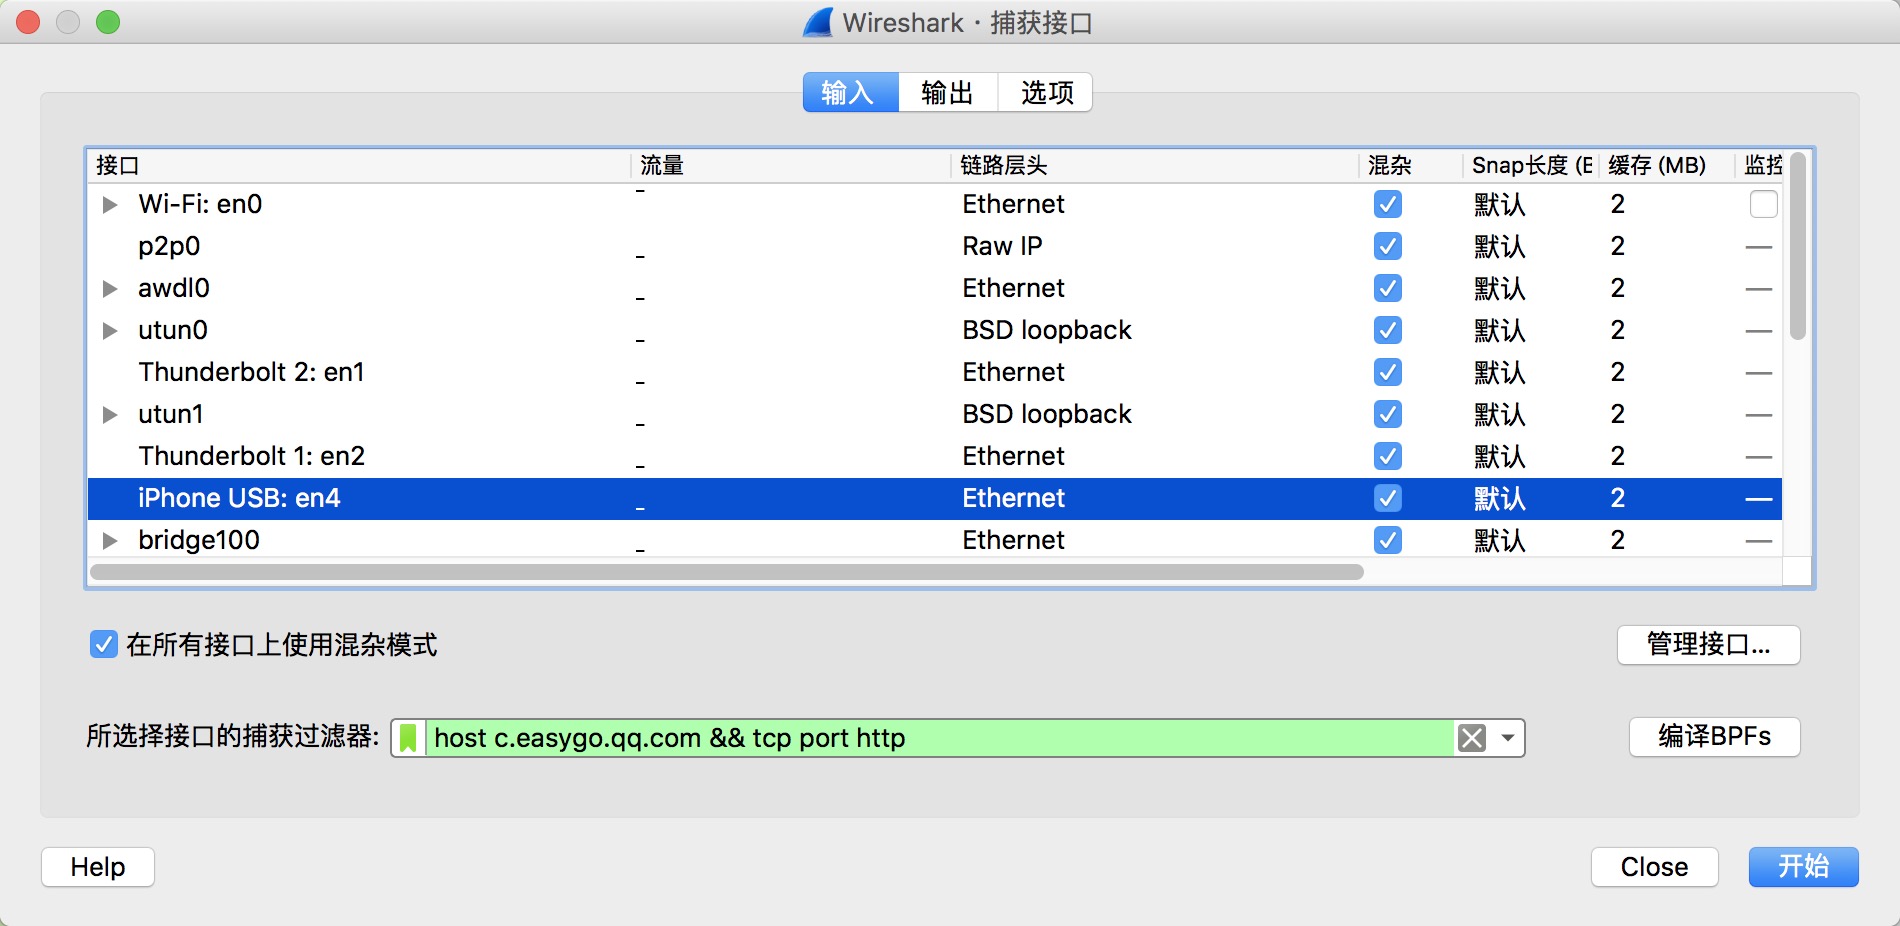 Wireshark · 捕获接口
输入 输出 选项
接口 流量 链路层头 混杂 Snap长度 (B 缓存 (MB) 监控
Wi-Fi: en0 Ethernet 默认 2
p2p0 Raw IP 默认 2 —
awdl0 Ethernet 默认 2 —
utun0 BSD loopback 默认 2 —
Thunderbolt 2: en1 Ethernet 默认 2 —
utun1 BSD loopback 默认 2 —
Thunderbolt 1: en2 Ethernet 默认 2 —
iPhone USB: en4 Ethernet 默认 2 —
bridge100 Ethernet 默认 2 —
在所有接口上使用混杂模式 管理接口...
所选择接口的捕获过滤器: host c.easygo.qq.com && tcp port http 编译BPFs
Help Close 开始